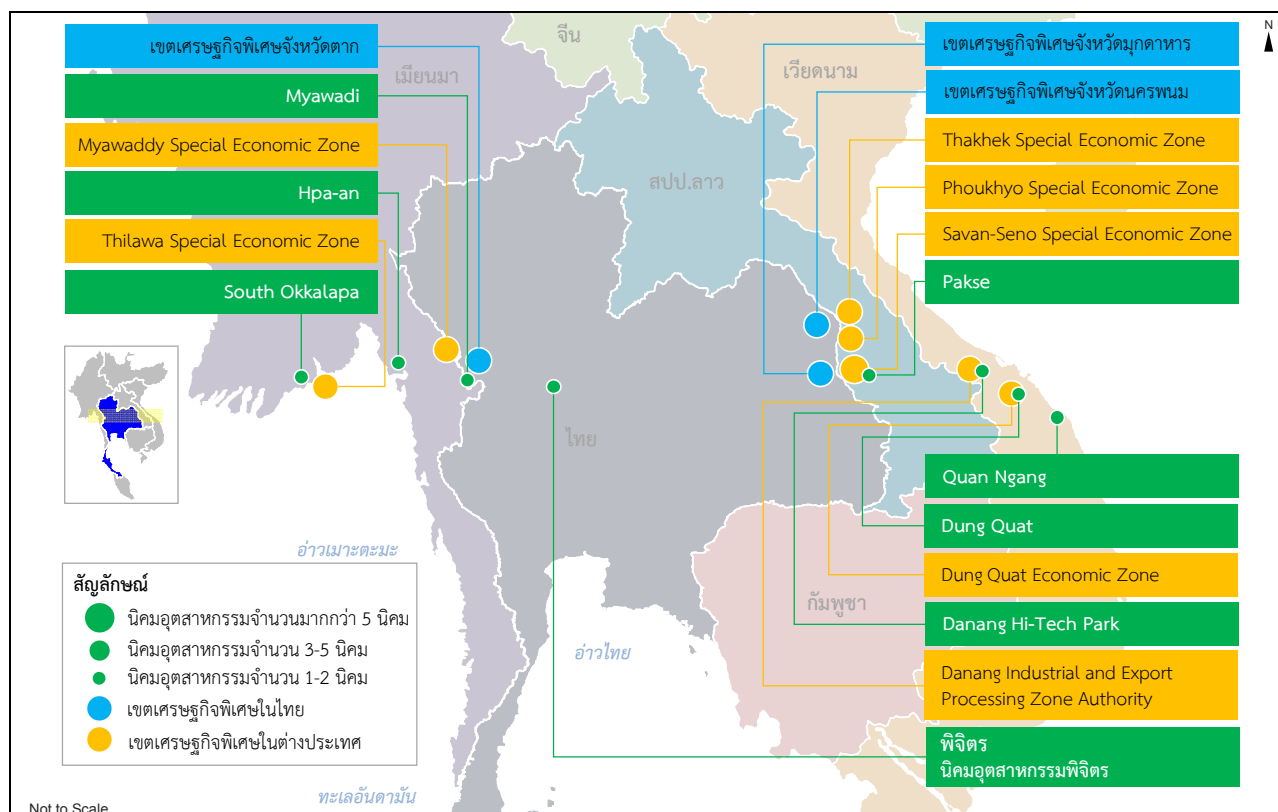 N
จีน
เมียนมา
เวียดนาม
สปป.ลาว
ไทย
กัมพูชา
อ่าวเมาะตะมะ
อ่าวไทย
ทะเลอันดามัน
เขตเศรษฐกิจพิเศษจังหวัดตาก
Myawadi
Myawaddy Special Economic Zone
Hpa-an
Thilawa Special Economic Zone
South Okkalapa
เขตเศรษฐกิจพิเศษจังหวัดมุกดาหาร
เขตเศรษฐกิจพิเศษจังหวัดนครพนม
Thakhek Special Economic Zone
Phoukhyo Special Economic Zone
Savan-Seno Special Economic Zone
Pakse
Quan Ngang
Dung Quat
Dung Quat Economic Zone
Danang Hi-Tech Park
Danang Industrial and Export
Processing Zone Authority
พิจิตร
นิคมอุตสาหกรรมพิจิตร
สัญลักษณ์
นิคมอุตสาหกรรมจำนวนมากกว่า 5 นิคม
นิคมอุตสาหกรรมจำนวน 3-5 นิคม
นิคมอุตสาหกรรมจำนวน 1-2 นิคม
เขตเศรษฐกิจพิเศษในไทย
เขตเศรษฐกิจพิเศษในต่างประเทศ
Not to Scale